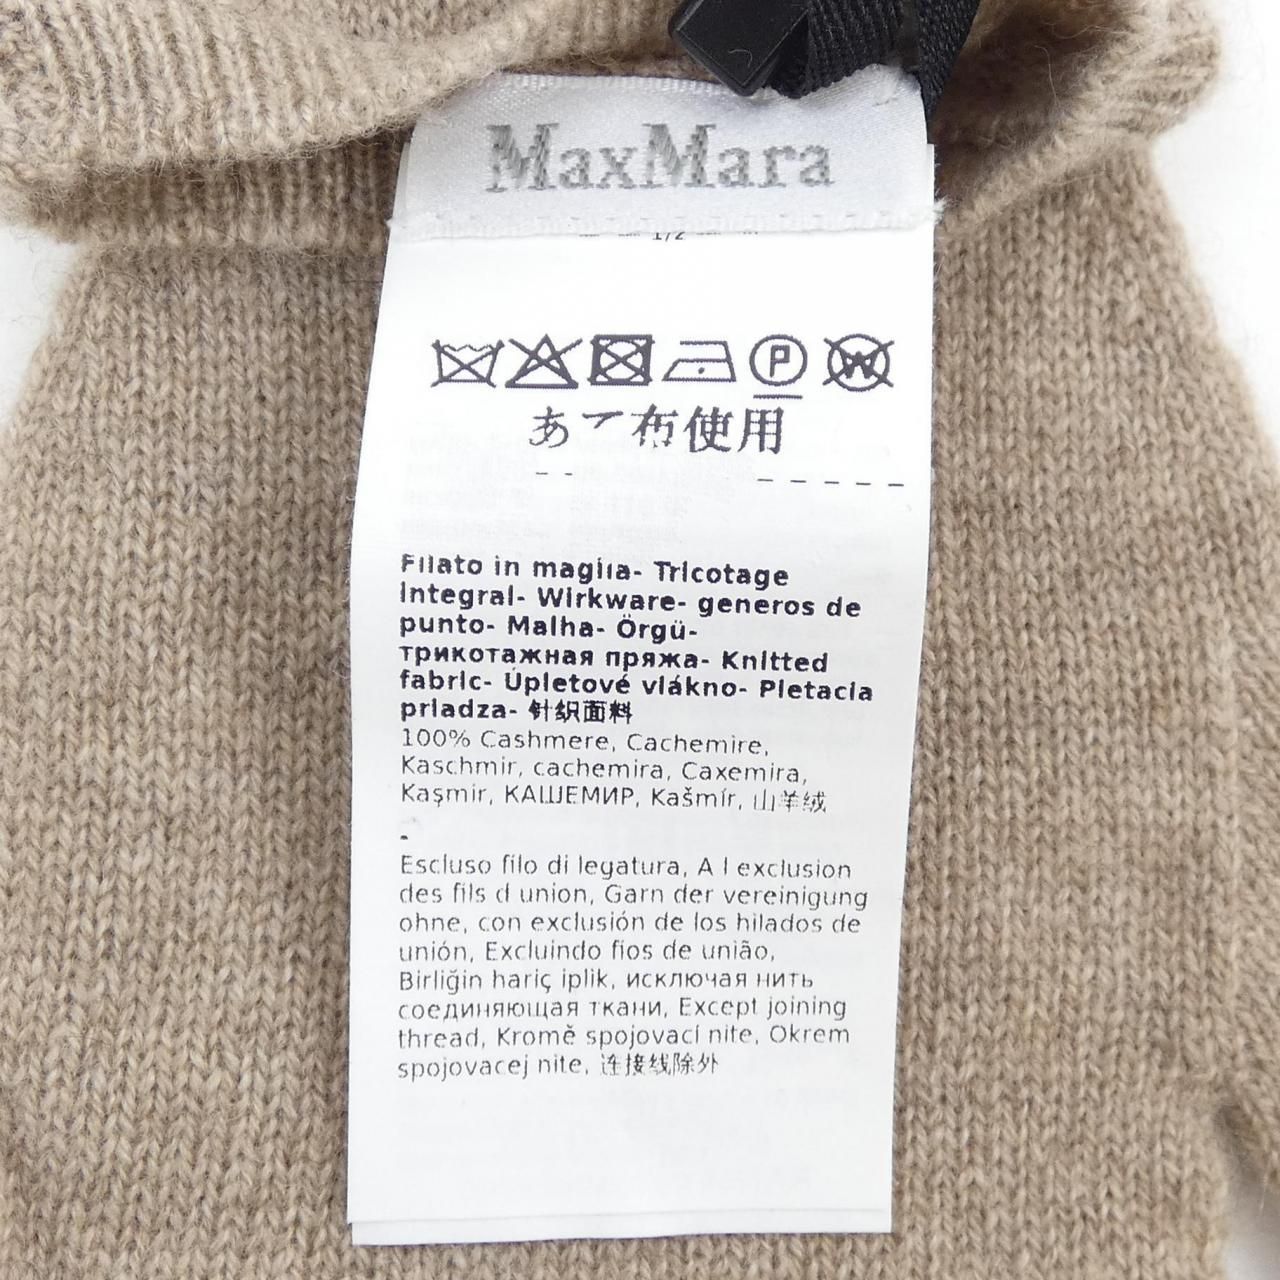 MaxMara
1/2
P
W
あて布使用
Filato in maglia- Tricotage
integral- Wirkware- generos de
punto- Malha- Örgü-
трикотажная пряжа- Knitted
fabric- Úpletové vlákno- Pletacia
priadza- 针织面料
100% Cashmere, Cachemire,
Kaschmir, cachemira, Caxemira,
Kaşmir, КАШЕМИР, Kašmír, 山羊绒
-
Escluso filo di legatura, A l exclusion
des fils d union, Garn der vereinigung
ohne, con exclusión de los hilados de
unión, Excluindo fios de união,
Birliğin hariç iplik, исключая нить
соединяющая ткани, Except joining
thread, Kromě spojovací nite, Okrem
spojovacej nite, 连接线除外